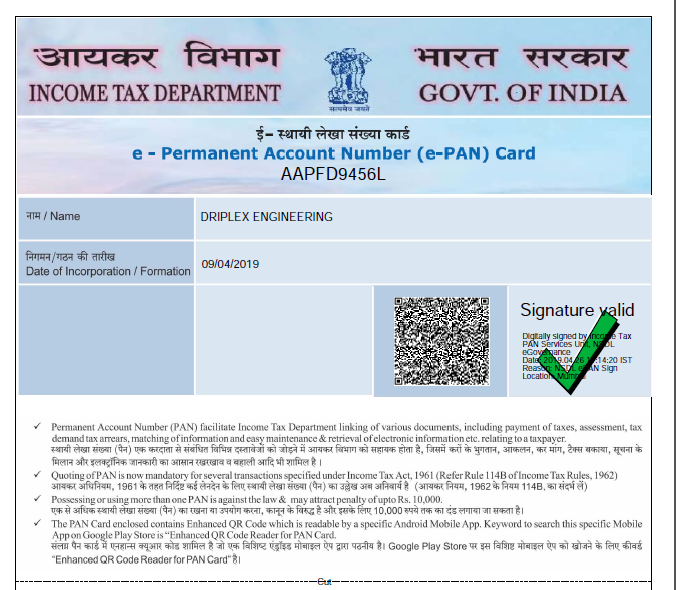 आयकर विभाग
भारत सरकार
INCOME TAX DEPARTMENT
GOVT. OF INDIA
सत्यमेव जयते
ई- स्थायी लेखा संख्या कार्ड
e - Permanent Account Number (e-PAN) Card
AAPFD9456L
नाम / Name
DRIPLEX ENGINEERING
निगमन/गठन की तारीख
Date of Incorporation / Formation
09/04/2019
Signature valid
Digitally signed by Income Tax
PAN Services Unit, NSDL
eGovernance
Date: 2019.04.26 :14:20 IST
Reason: NSDL ePAN Sign
Location: Mumbai
✓ Permanent Account Number (PAN) facilitate Income Tax Department linking of various documents, including payment of taxes, assessment, tax
demand tax arrears, matching of information and easy maintenance & retrieval of electronic information etc. relating to a taxpayer.
स्थायी लेखा संख्या (पैन) एक करदाता से संबंधित विभिन्न दस्तावेजों को जोड़ने में आयकर विभाग को सहायक होता है, जिसमें करों के भुगतान, आकलन, कर मांग, टैक्स बकाया, सूचना के
मिलान और इलक्ट्रॉनिक जानकारी का आसान रखरखाव व बहाली आदि भी शामिल है ।
✓ Quoting of PAN is now mandatory for several transactions specified under Income Tax Act, 1961 (Refer Rule 114B of Income Tax Rules, 1962)
आयकर अधिनियम, 1961 के तहत निर्दिष्ट कई लेनदेन के लिए स्थायी लेखा संख्या (पैन) का उल्लेख अब अनिवार्य है (आयकर नियम, 1962 के नियम 114B, का संदर्भ लें)
✓ Possessing or using more than one PAN is against the law & may attract penalty of upto Rs. 10,000.
एक से अधिक स्थायी लेखा संख्या (पैन) का रखना या उपयोग करना, कानून के विरुद्ध है और इसके लिए 10,000 रुपये तक का दंड लगाया जा सकता है।
✓ The PAN Card enclosed contains Enhanced QR Code which is readable by a specific Android Mobile App. Keyword to search this specific Mobile
App on Google Play Store is "Enhanced QR Code Reader for PAN Card.
संलग्न पैन कार्ड में एनहान्स क्यूआर कोड शामिल है जो एक विशिष्ट एंड्रॉइड मोबाइल ऐप द्वारा पठनीय है। Google Play Store पर इस विशिष्ट मोबाइल ऐप को खोजने के लिए कीवर्ड
"Enhanced QR Code Reader for PAN Card" है।
Cut